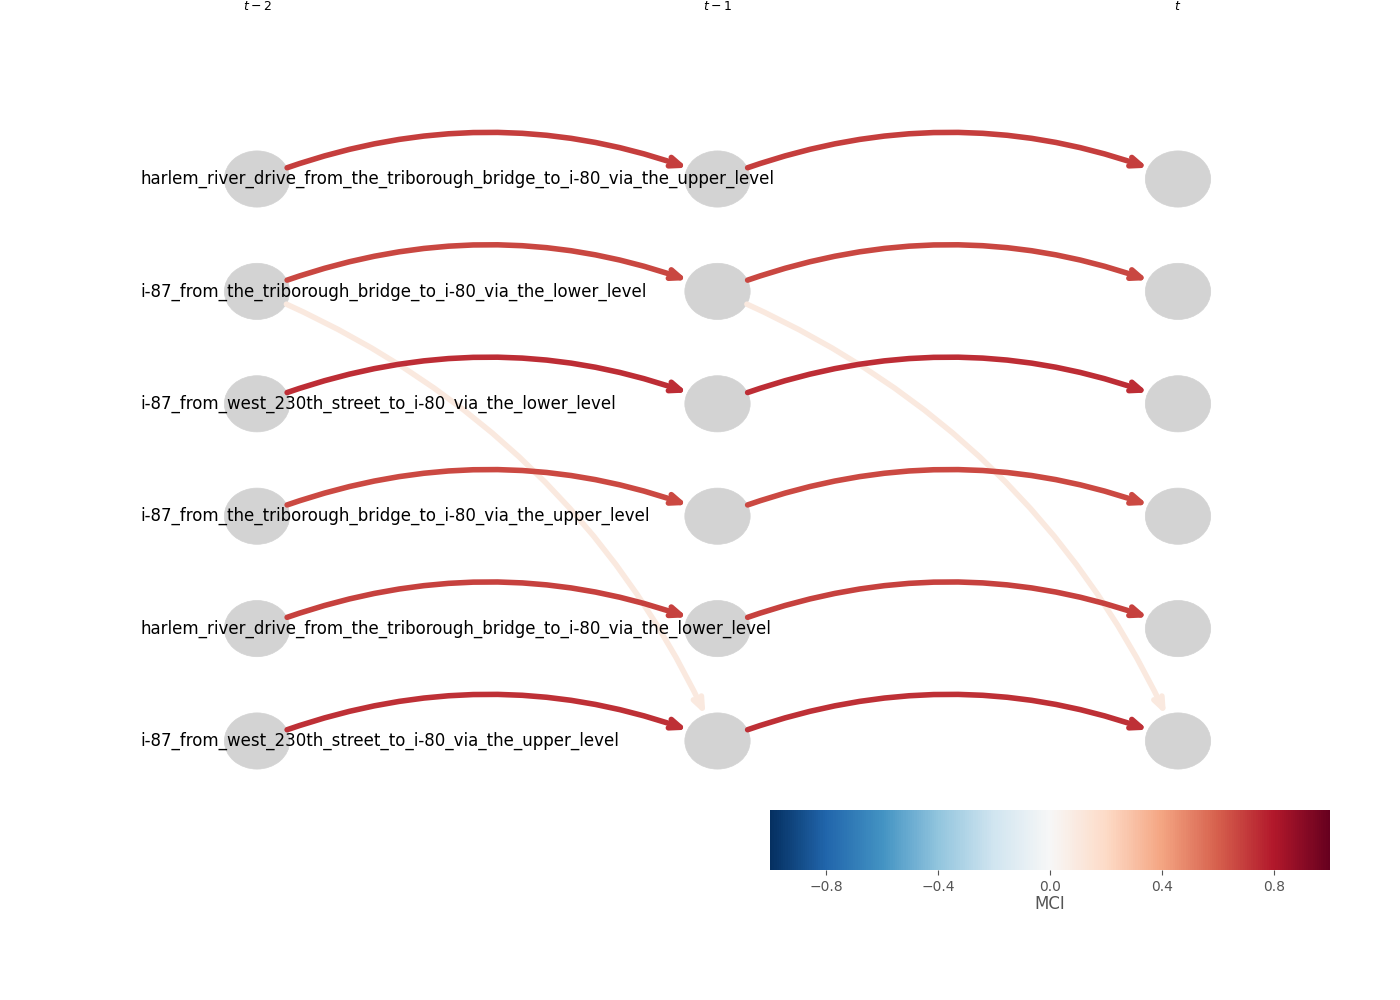 t − 2 t − 1 t
harlem_river_drive_from_the_triborough_bridge_to_i-80_via_the_upper_level
i-87_from_the_triborough_bridge_to_i-80_via_the_lower_level
i-87_from_west_230th_street_to_i-80_via_the_lower_level
i-87_from_the_triborough_bridge_to_i-80_via_the_upper_level
harlem_river_drive_from_the_triborough_bridge_to_i-80_via_the_lower_level
i-87_from_west_230th_street_to_i-80_via_the_upper_level
−0.8 −0.4 0.0 0.4 0.8
MCI